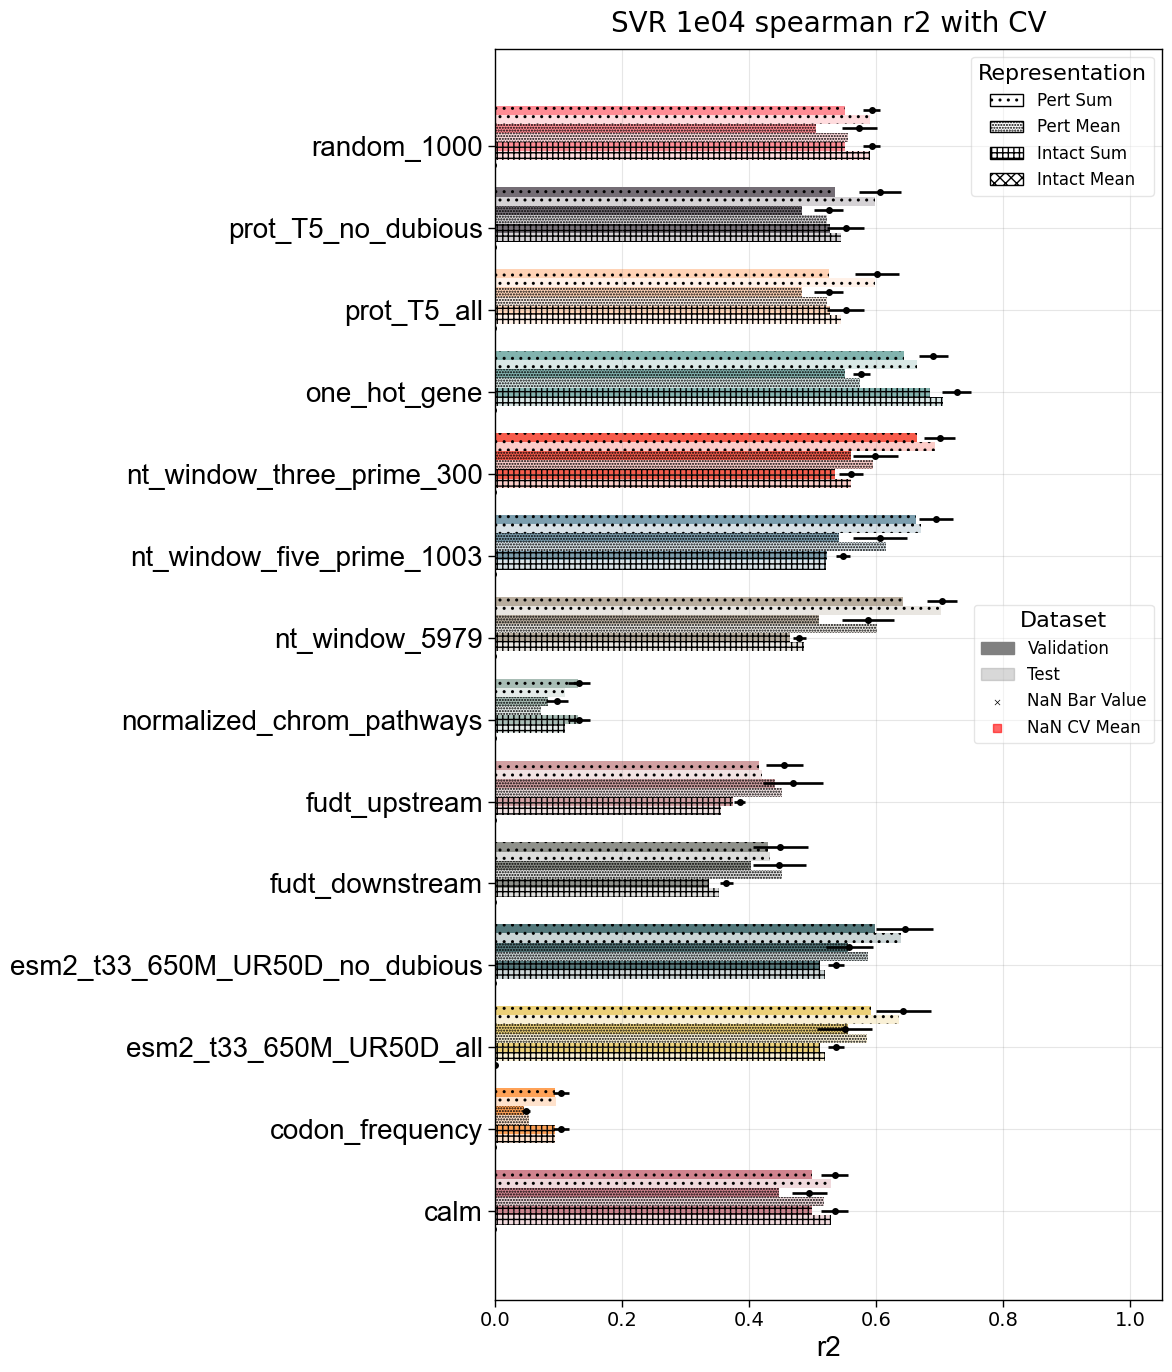 SVR 1e04 spearman r2 with CV
Representation
Pert Sum
Pert Mean
Intact Sum
Intact Mean
random_1000
prot_T5_no_dubious
prot_T5_all
one_hot_gene
nt_window_three_prime_300
nt_window_five_prime_1003
nt_window_5979
Dataset
Validation
Test
NaN Bar Value
NaN CV Mean
normalized_chrom_pathways
fudt_upstream
fudt_downstream
esm2_t33_650M_UR50D_no_dubious
esm2_t33_650M_UR50D_all
codon_frequency
calm
0.0 0.2 0.4 0.6 0.8 1.0
r2